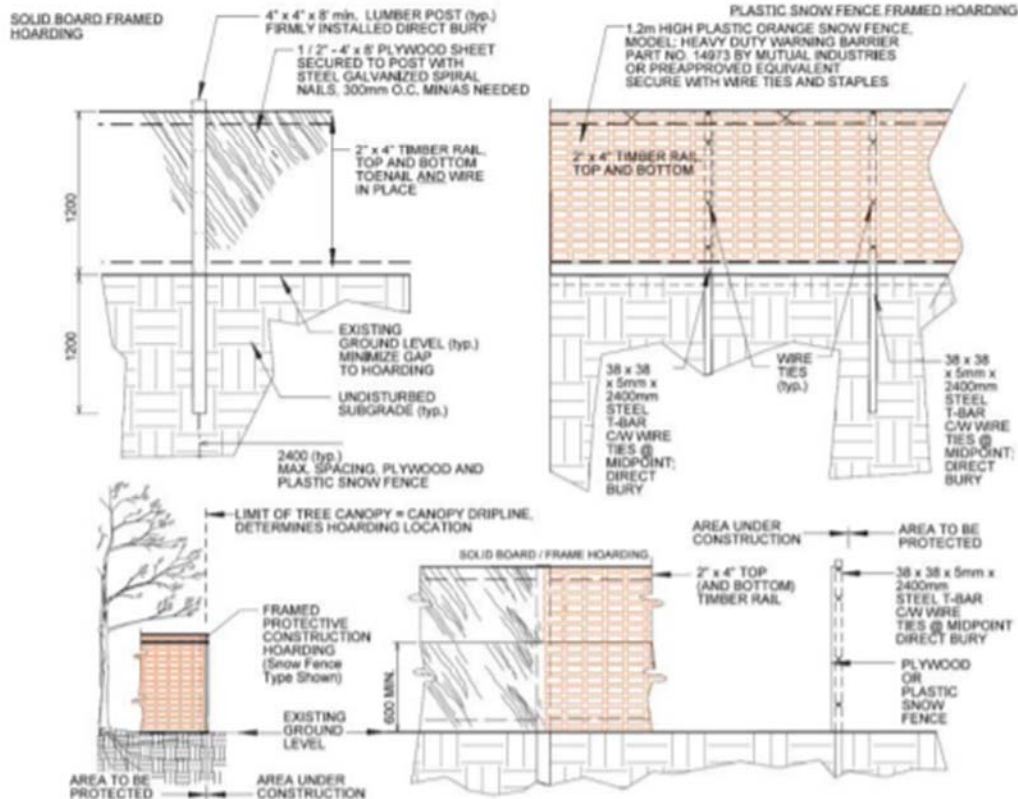 SOLID BOARD FRAMED
HOARDING
4" x 4" x 8' min. LUMBER POST (typ.)
FIRMLY INSTALLED DIRECT BURY
1 / 2" - 4' x 8' PLYWOOD SHEET
SECURED TO POST WITH
STEEL GALVANIZED SPIRAL
NAILS, 300mm O.C. MIN/AS NEEDED
2" x 4" TIMBER RAIL,
TOP AND BOTTOM
TOENAIL AND WIRE
IN PLACE
1200
1200
EXISTING
GROUND LEVEL (typ.)
MINIMIZE GAP
TO HOARDING
UNDISTURBED
SUBGRADE (typ.)
2400 (typ.)
MAX. SPACING, PLYWOOD AND
PLASTIC SNOW FENCE
PLASTIC SNOW FENCE FRAMED HOARDING
1.2m HIGH PLASTIC ORANGE SNOW FENCE,
MODEL: HEAVY DUTY WARNING BARRIER
PART NO. 14973 BY MUTUAL INDUSTRIES
OR PREAPPROVED EQUIVALENT
SECURE WITH WIRE TIES AND STAPLES
2" x 4" TIMBER RAIL,
TOP AND BOTTOM
38 x 38
x 5mm x
2400mm
STEEL
T-BAR
C/W WIRE
TIES @
MIDPOINT;
DIRECT
BURY
WIRE
TIES
(typ.)
38 x 38
x 5mm x
2400mm
STEEL
T-BAR
C/W WIRE
TIES @
MIDPOINT;
DIRECT
BURY
LIMIT OF TREE CANOPY = CANOPY DRIPLINE,
DETERMINES HOARDING LOCATION
FRAMED
PROTECTIVE
CONSTRUCTION
HOARDING
(Snow Fence
Type Shown)
EXISTING
GROUND
LEVEL
AREA TO BE
PROTECTED
AREA UNDER
CONSTRUCTION
SOLID BOARD / FRAME HOARDING
600 MIN.
2" x 4" TOP
(AND BOTTOM)
TIMBER RAIL
AREA UNDER
CONSTRUCTION
AREA TO BE
PROTECTED
38 x 38 x 5mm x
2400mm
STEEL T-BAR
C/W WIRE
TIES @ MIDPOINT
DIRECT BURY
PLYWOOD
OR
PLASTIC
SNOW
FENCE